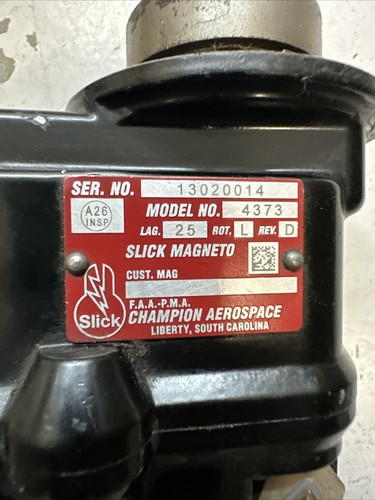 SER. NO. 13020014
A26 INSP
MODEL NO. 4373
LAG. 25 ROT. L REV. D
SLICK MAGNETO
CUST. MAG
Slick
F.A.A.-P.M.A.
CHAMPION AEROSPACE
LIBERTY, SOUTH CAROLINA